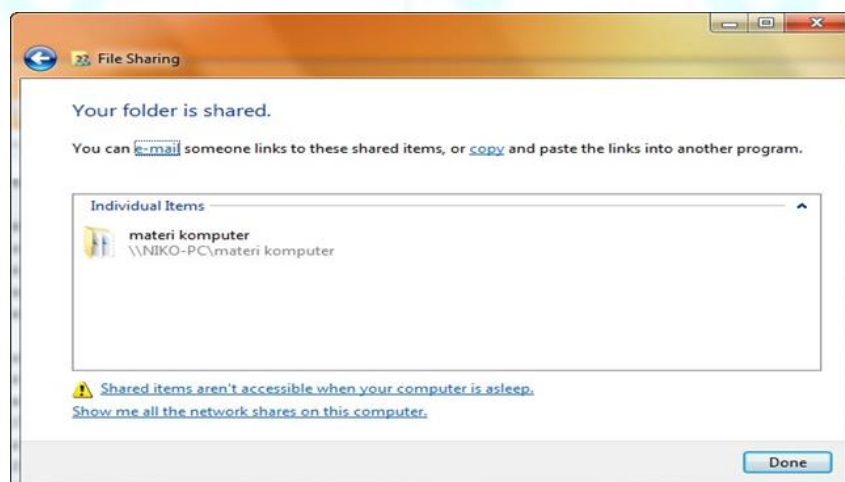 File Sharing
Your folder is shared.
You can e-mail someone links to these shared items, or copy and paste the links into another program.
Individual Items
materi komputer
\\NIKO-PC\materi komputer
Shared items aren't accessible when your computer is asleep.
Show me all the network shares on this computer.
Done